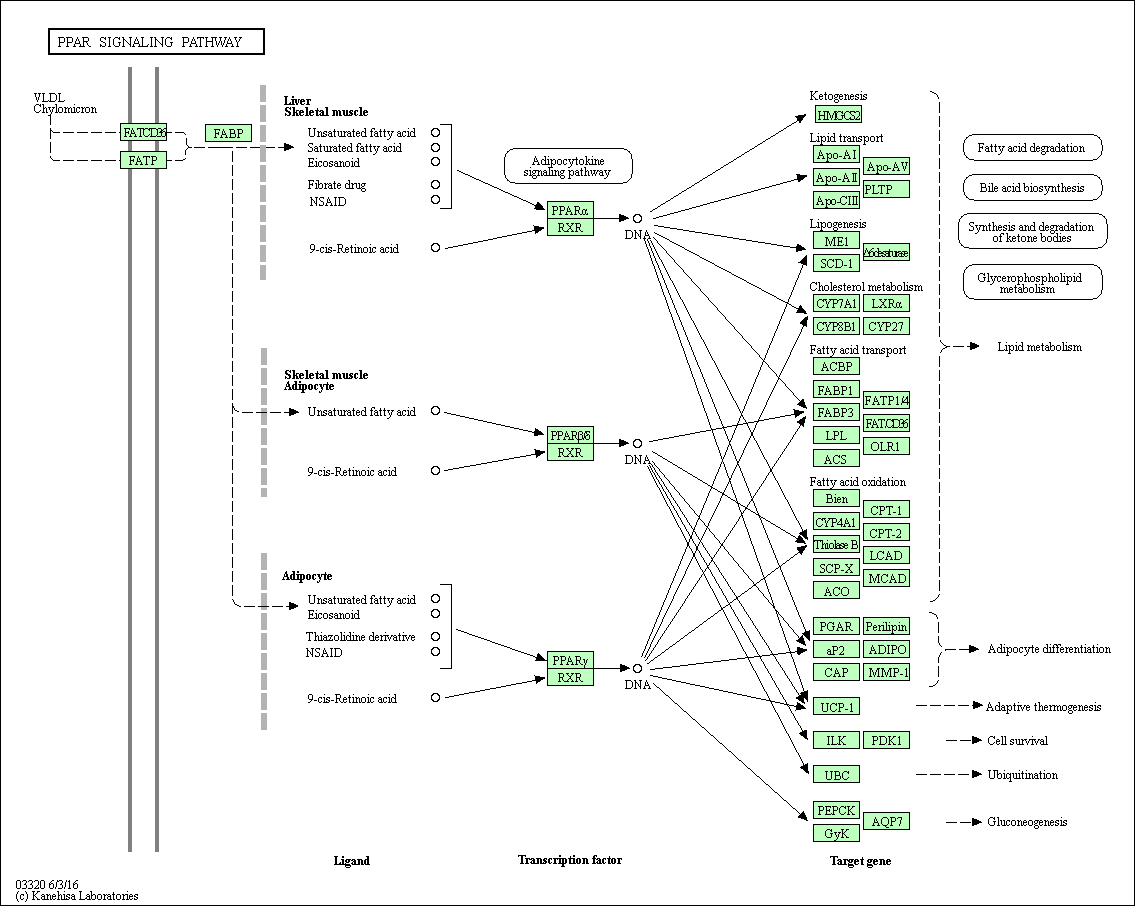 PPAR SIGNALING PATHWAY
VLDL
Chylomicron
FATCD36
FATP
FABP
Liver
Skeletal muscle
Unsaturated fatty acid
Saturated fatty acid
Eicosanoid
Fibrate drug
NSAID
9-cis-Retinoic acid
Adipocytokine
signaling pathway
PPARα
RXR
DNA
Skeletal muscle
Adipocyte
Unsaturated fatty acid
9-cis-Retinoic acid
PPARβ/δ
RXR
DNA
Adipocyte
Unsaturated fatty acid
Eicosanoid
Thiazolidine derivative
NSAID
9-cis-Retinoic acid
PPARγ
RXR
DNA
Ketogenesis
HMGCS2
Lipid transport
Apo-AI
Apo-AII
Apo-CIII
Apo-AV
PLTP
Lipogenesis
ME1
SCD-1
Δ6desaturase
Cholesterol metabolism
CYP7A1
LXRα
CYP8B1
CYP27
Fatty acid transport
ACBP
FABP1
FABP3
LPL
ACS
FATP1/4
FATCD36
OLR1
Fatty acid oxidation
Bien
CYP4A1
Thiolase B
SCP-X
ACO
CPT-1
CPT-2
LCAD
MCAD
PGAR
Perilipin
aP2
ADIPO
CAP
MMP-1
UCP-1
ILK
PDK1
UBC
PEPCK
GyK
AQP7
Fatty acid degradation
Bile acid biosynthesis
Synthesis and degradation
of ketone bodies
Glycerophospholipid
metabolism
Lipid metabolism
Adipocyte differentiation
Adaptive thermogenesis
Cell survival
Ubiquitination
Gluconeogenesis
Ligand
Transcription factor
Target gene
03320 6/3/16
(c) Kanehisa Laboratories